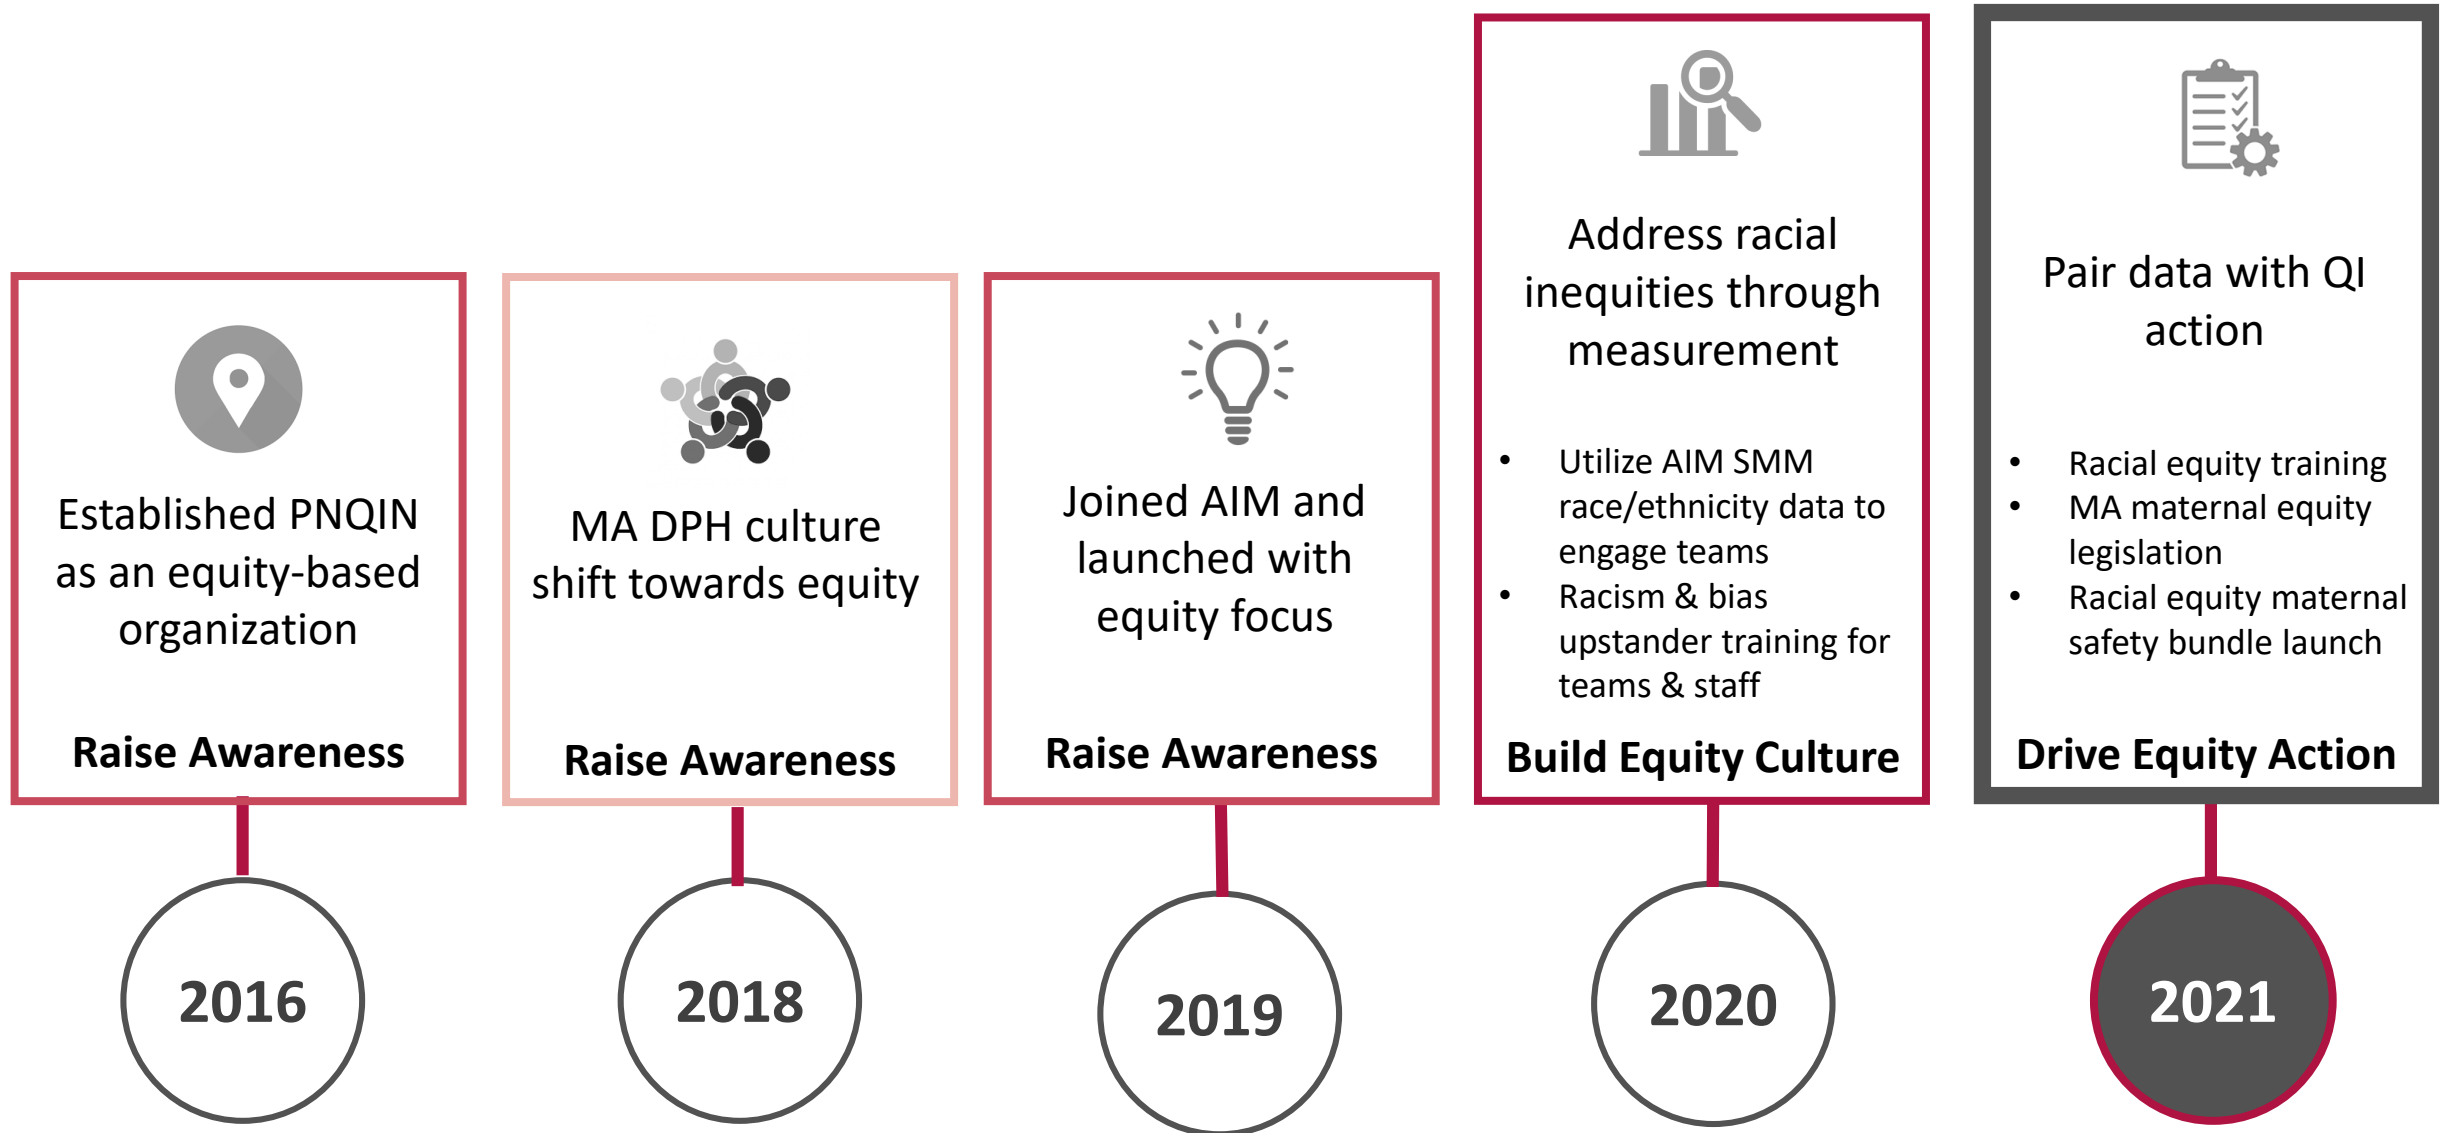 Established PNQIN
as an equity-based
organization
Raise Awareness
2016
MA DPH culture
shift towards equity
Raise Awareness
2018
Joined AIM and
launched with
equity focus
Raise Awareness
2019
Address racial
inequities through
measurement
• Utilize AIM SMM
race/ethnicity data to
engage teams
• Racism & bias
upstander training for
teams & staff
Build Equity Culture
2020
Pair data with QI
action
• Racial equity training
• MA maternal equity
legislation
• Racial equity maternal
safety bundle launch
Drive Equity Action
2021